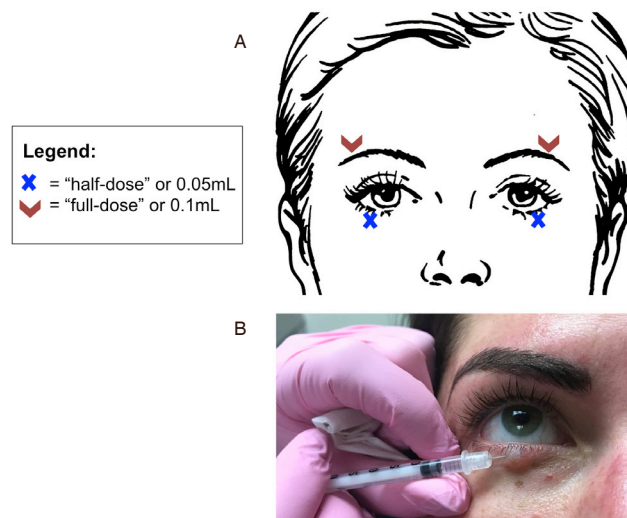 A
Legend:
= “half-dose” or 0.05mL
= “full-dose” or 0.1mL
B